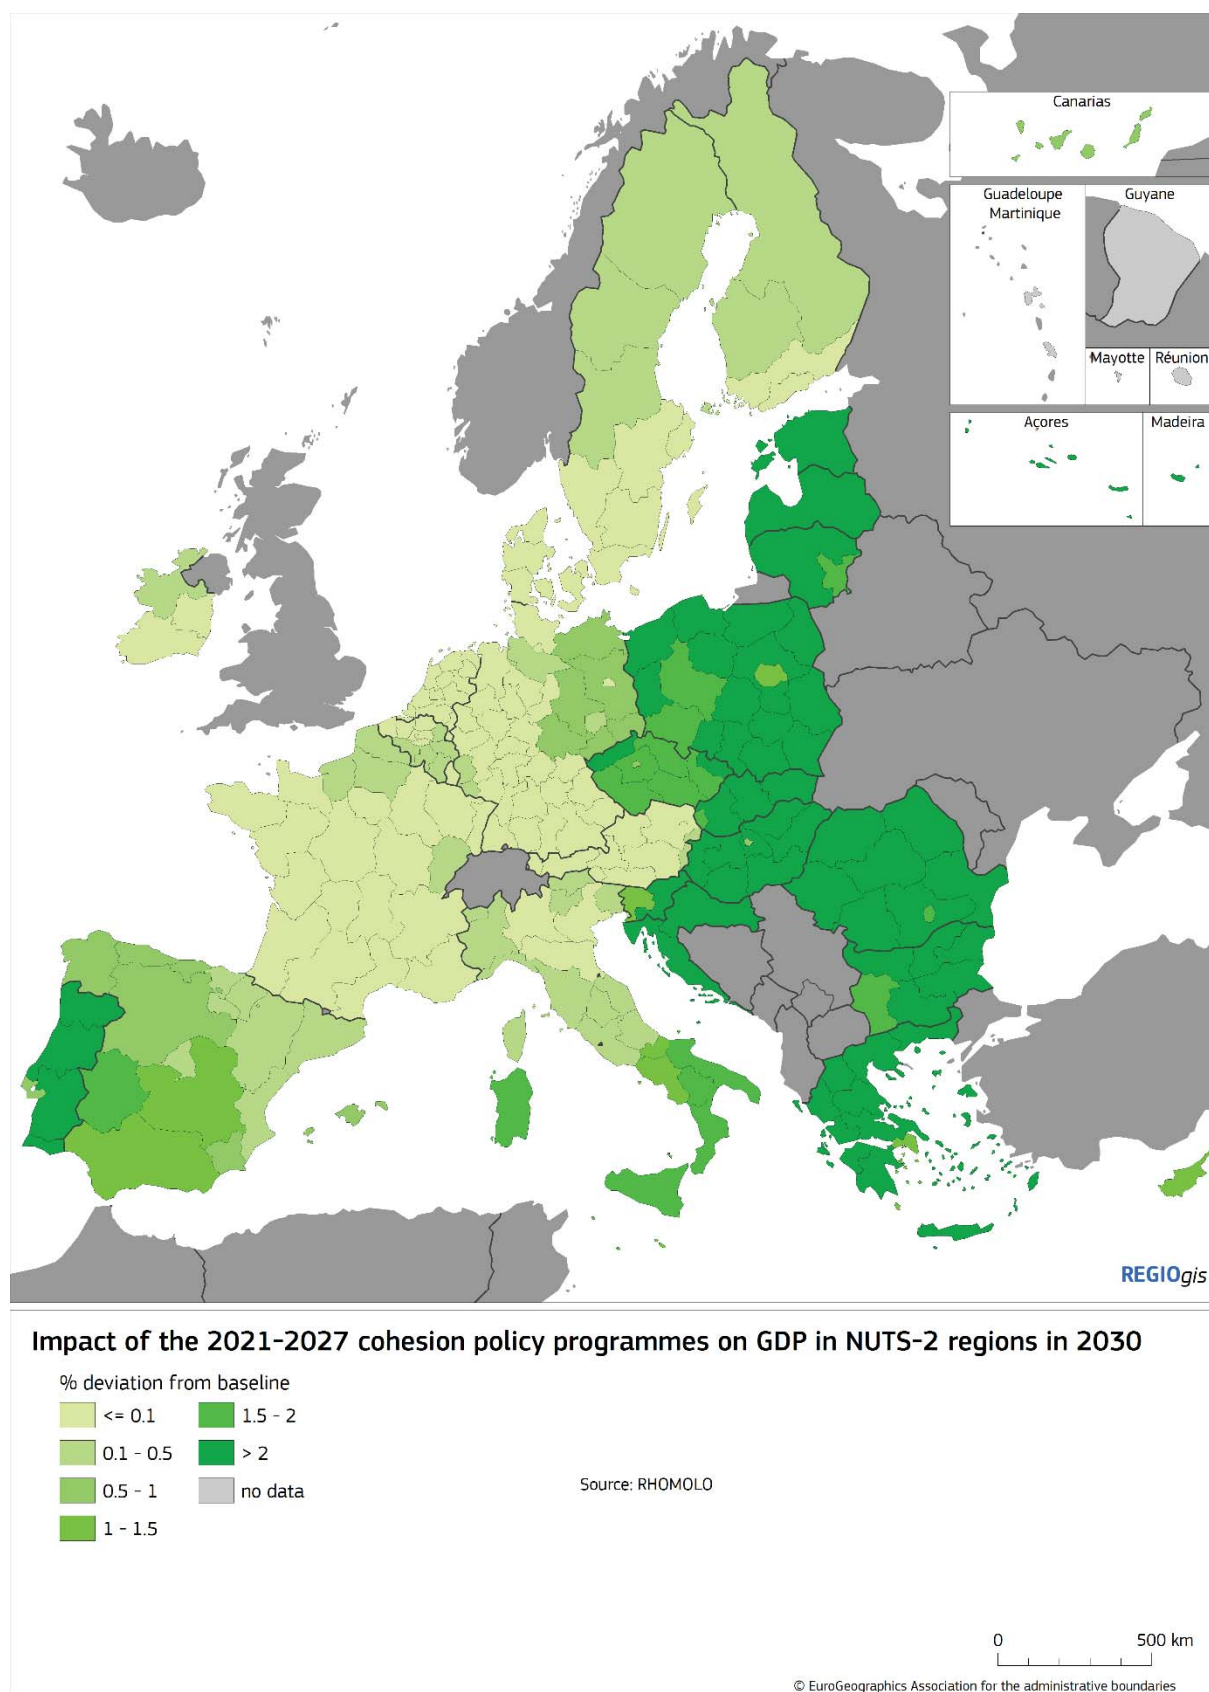 Canarias
Guadeloupe
Martinique
Guyane
Mayotte
Réunion
Açores
Madeira
REGIOgis
Impact of the 2021-2027 cohesion policy programmes on GDP in NUTS-2 regions in 2030
% deviation from baseline
<= 0.1
1.5 - 2
0.1 - 0.5
> 2
0.5 - 1
no data
1 - 1.5
Source: RHOMOLO
0 500 km
© EuroGeographics Association for the administrative boundaries